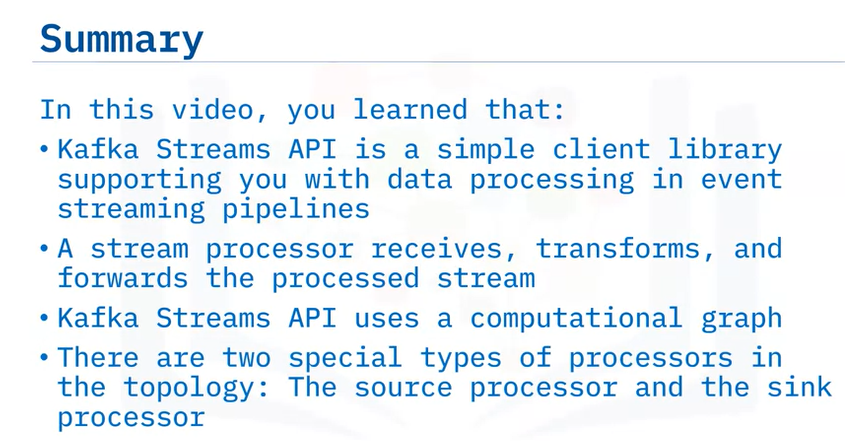 Summary
In this video, you learned that:
• Kafka Streams API is a simple client library
supporting you with data processing in event
streaming pipelines
• A stream processor receives, transforms, and
forwards the processed stream
• Kafka Streams API uses a computational graph
• There are two special types of processors in
the topology: The source processor and the sink
processor